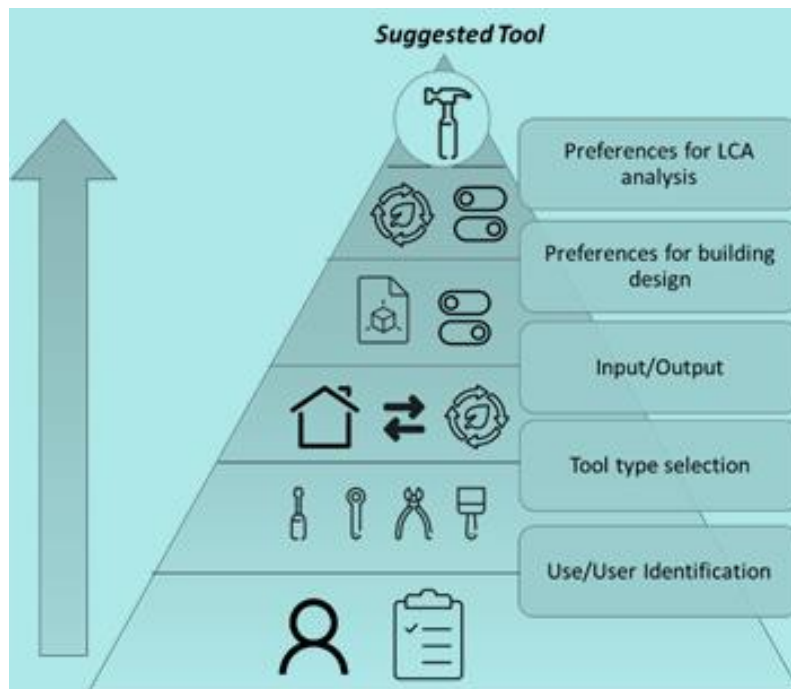 Suggested Tool
Preferences for LCA
analysis
Preferences for building
design
Input/Output
Tool type selection
Use/User Identification